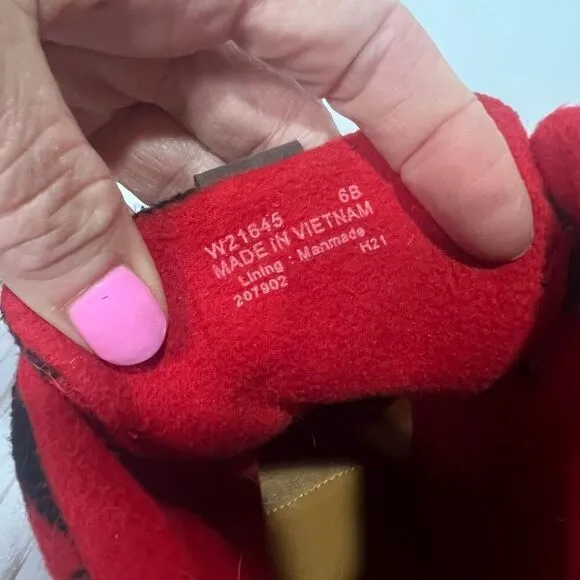 W21645 6B
MADE IN VIETNAM
Lining : Manmade
207902 H21